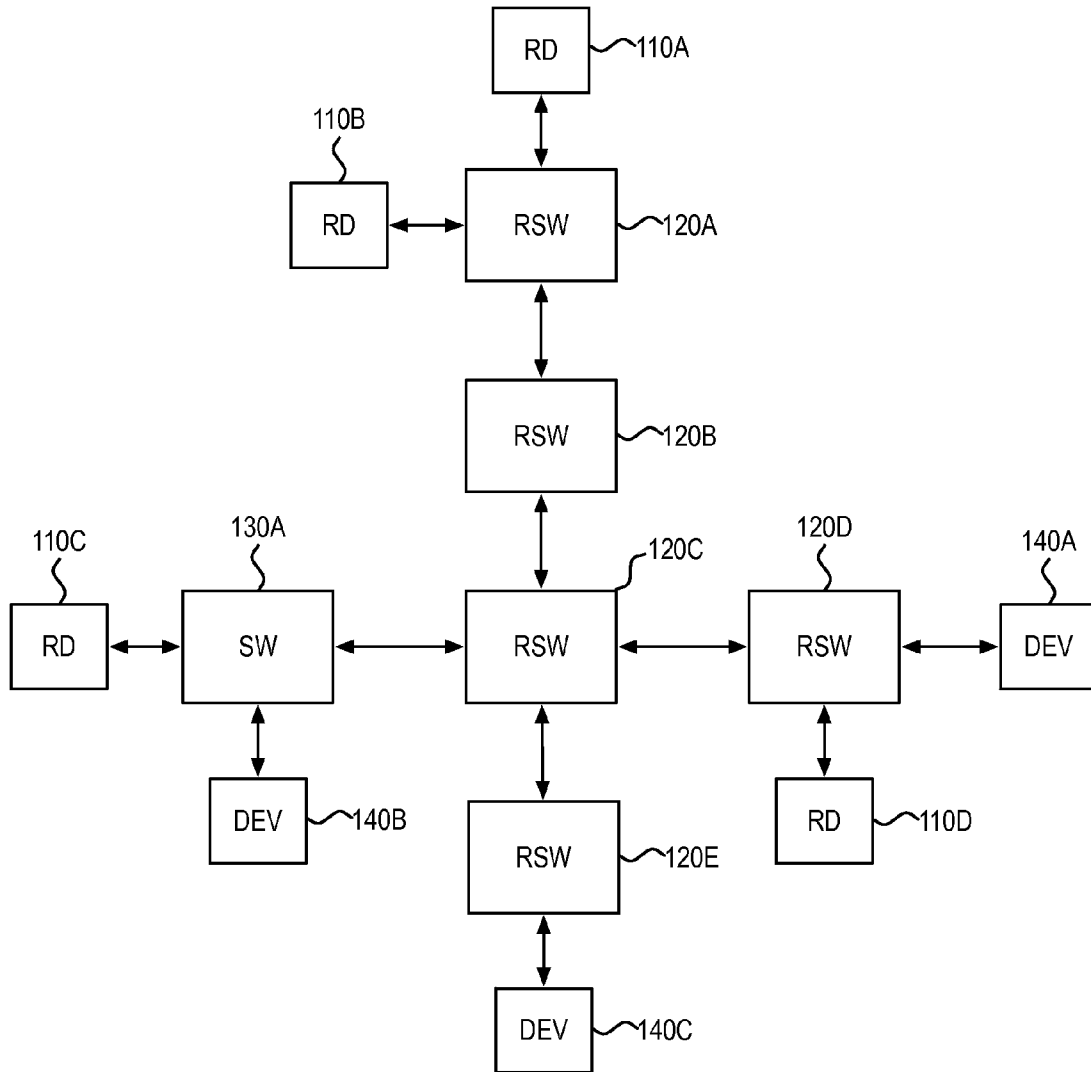 RD
110A
110B
RD
RSW
120A
RSW
120B
110C
130A
120C
120D
140A
RD
SW
RSW
RSW
DEV
DEV
140B
RSW
120E
RD
110D
DEV
140C